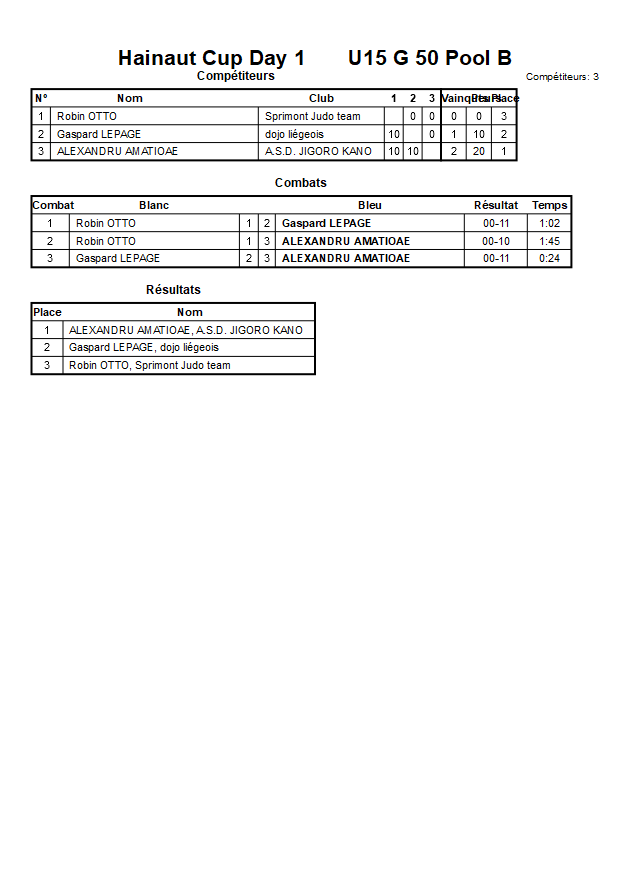 Hainaut Cup Day 1 U15 G 50 Pool B
Compétiteurs Compétiteurs: 3
N° Nom Club 1 2 3 Vainqueurs Pts Place
1 Robin OTTO Sprimont Judo team 0 0 0 0 3
2 Gaspard LEPAGE dojo liégeois 10 0 1 10 2
3 ALEXANDRU AMATIOAE A.S.D. JIGORO KANO 10 10 2 20 1
Combats
Combat Blanc Bleu Résultat Temps
1 Robin OTTO 1 2 Gaspard LEPAGE 00-11 1:02
2 Robin OTTO 1 3 ALEXANDRU AMATIOAE 00-10 1:45
3 Gaspard LEPAGE 2 3 ALEXANDRU AMATIOAE 00-11 0:24
Résultats
Place Nom
1 ALEXANDRU AMATIOAE, A.S.D. JIGORO KANO
2 Gaspard LEPAGE, dojo liégeois
3 Robin OTTO, Sprimont Judo team